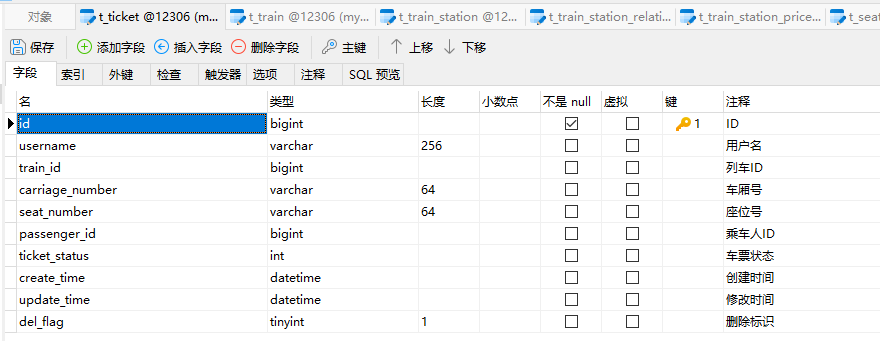 对象 t_ticket @12306 (m... t_train @12306 (my... t_train_station @12... t_train_station_relati... t_train_station_price... t_seat
保存 添加字段 插入字段 删除字段 主键 上移 下移
字段 索引 外键 检查 触发器 选项 注释 SQL 预览
名 类型 长度 小数点 不是 null 虚拟 键 注释
id bigint 1 ID
username varchar 256 用户名
train_id bigint 列车ID
carriage_number varchar 64 车厢号
seat_number varchar 64 座位号
passenger_id bigint 乘车人ID
ticket_status int 车票状态
create_time datetime 创建时间
update_time datetime 修改时间
del_flag tinyint 1 删除标识